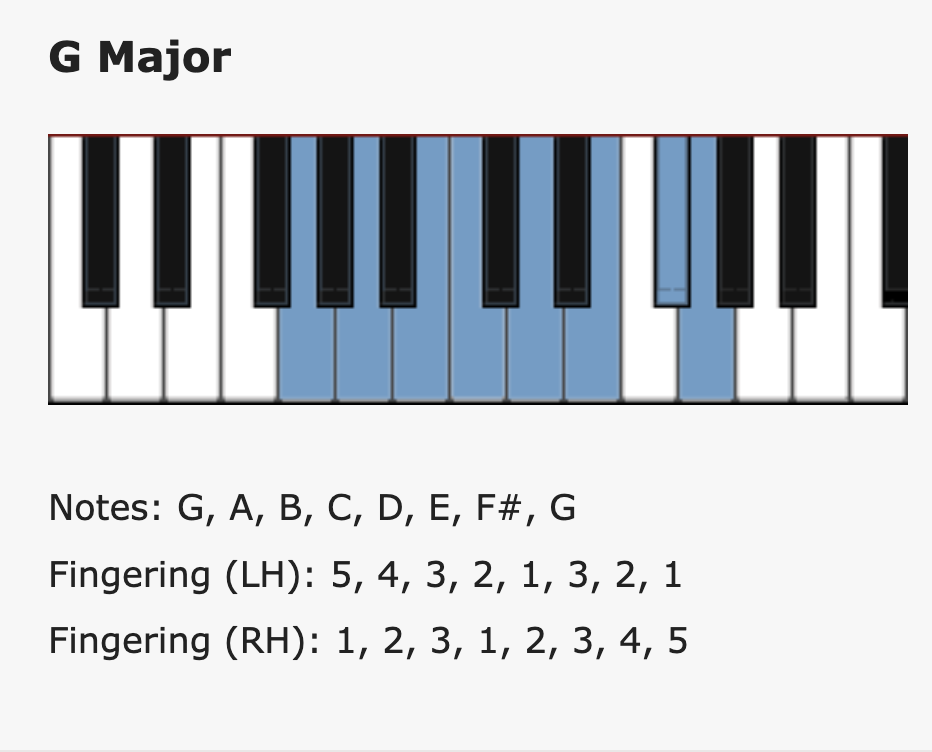 G Major
Notes: G, A, B, C, D, E, F#, G
Fingering (LH): 5, 4, 3, 2, 1, 3, 2, 1
Fingering (RH): 1, 2, 3, 1, 2, 3, 4, 5